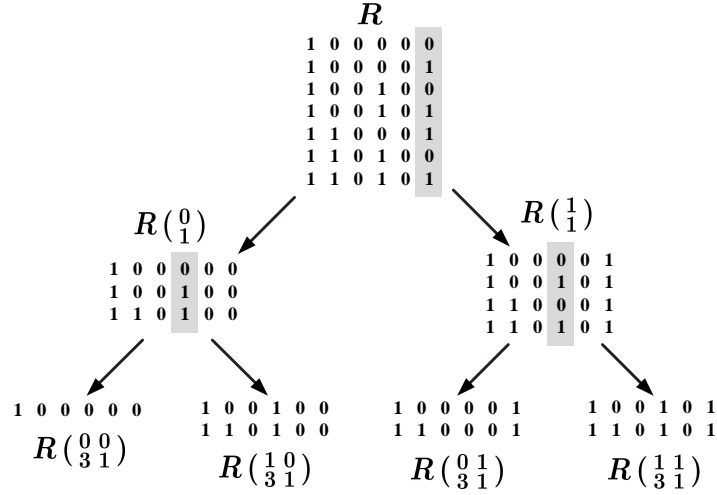 R
1 0 0 0 0 0
1 0 0 0 0 1
1 0 0 1 0 0
1 0 0 1 0 1
1 1 0 0 0 1
1 1 0 1 0 0
1 1 0 1 0 1
R(0
1)
1 0 0 0 0 0
1 0 0 1 0 0
1 1 0 1 0 0
R(1
1)
1 0 0 0 0 1
1 0 0 1 0 1
1 1 0 0 0 1
1 1 0 1 0 1
1 0 0 0 0 0
R(0 0
3 1)
1 0 0 1 0 0
1 1 0 1 0 0
R(1 0
3 1)
1 0 0 0 0 1
1 1 0 0 0 1
R(0 1
3 1)
1 0 0 1 0 1
1 1 0 1 0 1
R(1 1
3 1)